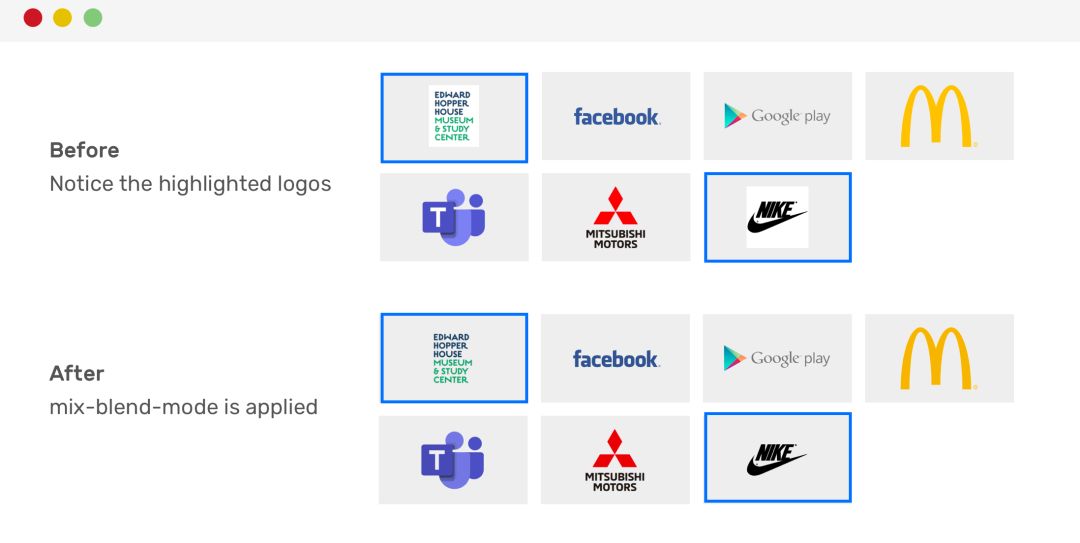 Before
Notice the highlighted logos
EDWARD
HOPPER
HOUSE
MUSEUM
& STUDY
CENTER
facebook.
Google play
M
T
MITSUBISHI
MOTORS
NIKE
After
mix-blend-mode is applied
EDWARD
HOPPER
HOUSE
MUSEUM
& STUDY
CENTER
facebook.
Google play
M
T
MITSUBISHI
MOTORS
NIKE